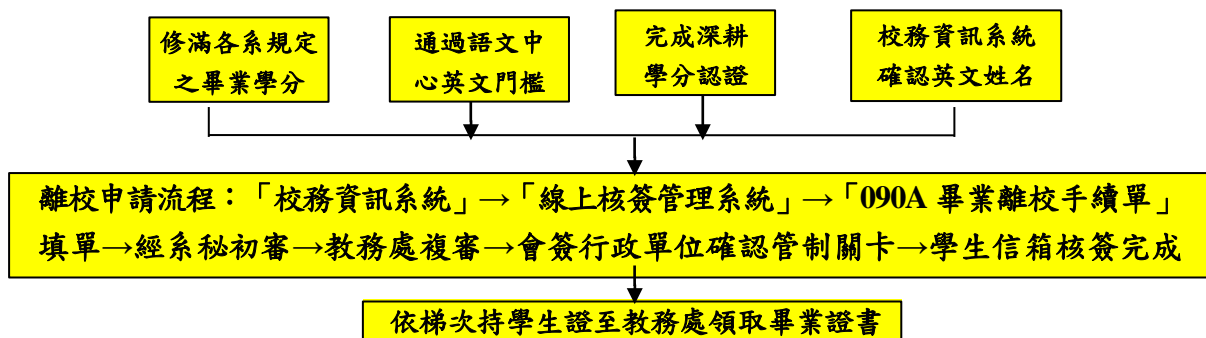 修滿各系規定
之畢業學分
通過語文中
心英文門檻
完成深耕
學分認證
校務資訊系統
確認英文姓名
離校申請流程：「校務資訊系統」→「線上核簽管理系統」→「090A 畢業離校手續單」
填單→經系秘初審→教務處複審→會簽行政單位確認管制關卡→學生信箱核簽完成
依梯次持學生證至教務處領取畢業證書